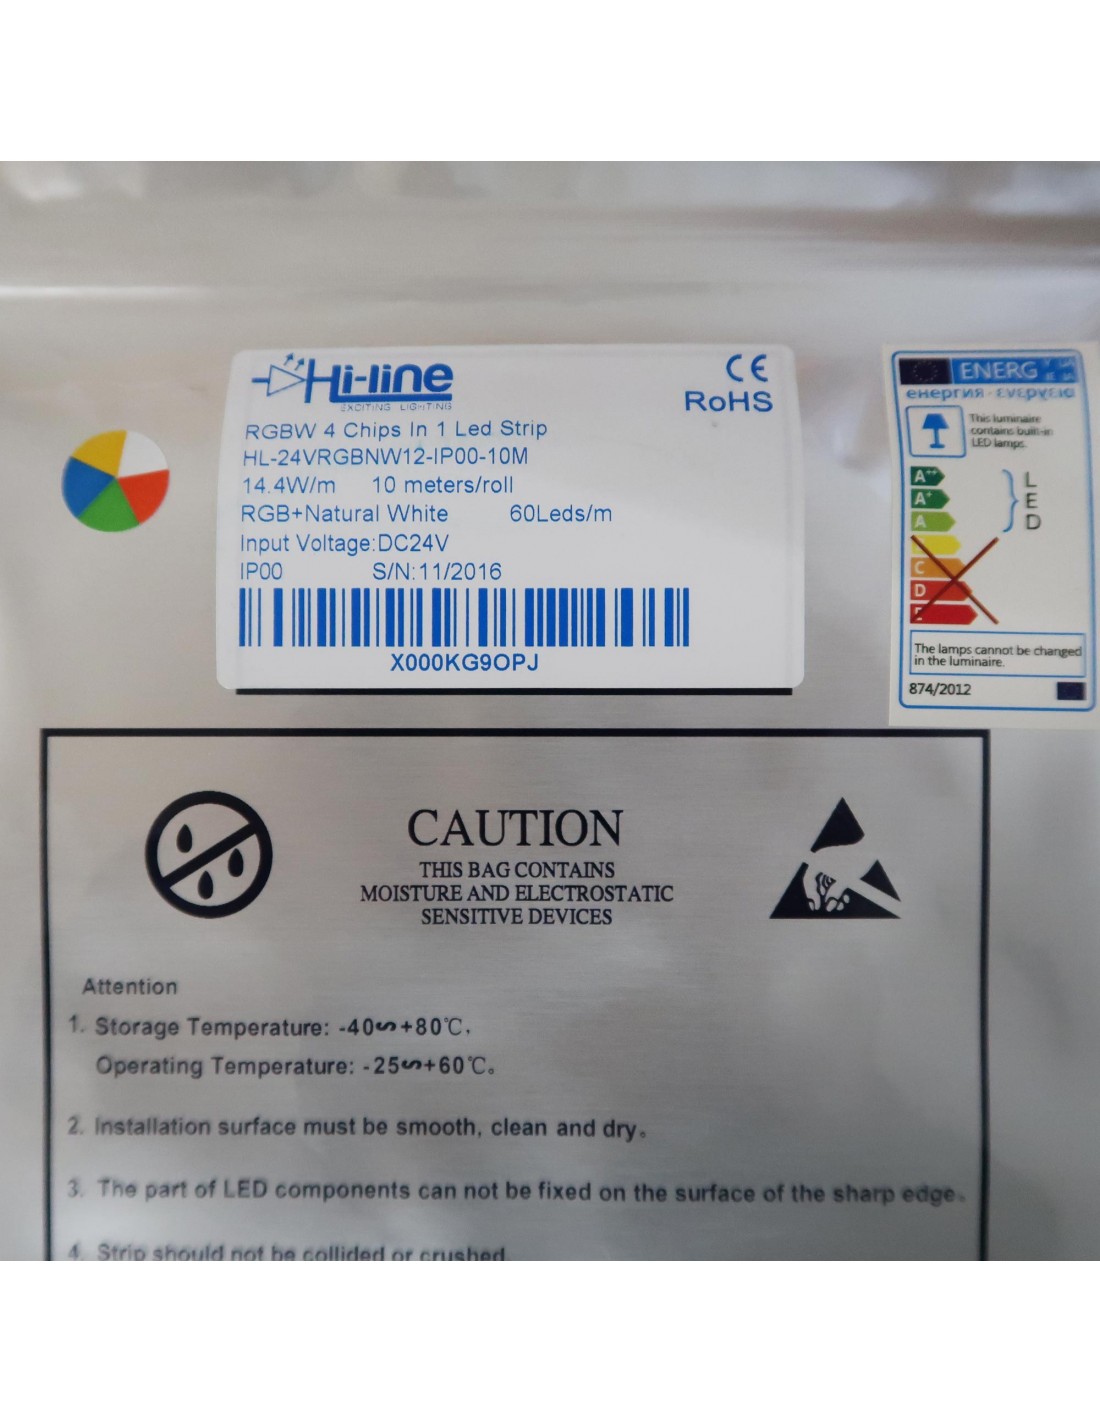 Hi-line
EXCITING LIGHTING
CE
RoHS
RGBW 4 Chips In 1 Led Strip
HL-24VRGBNW12-IP00-10M
14.4W/m 10 meters/roll
RGB+Natural White 60Leds/m
Input Voltage:DC24V
IP00 S/N:11/2016
X000KG9OPJ
ENERG
енергия · ενεργεια
This luminaire
contains built-in
LED lamps.
A++
A+
A
C
D
L
E
D
The lamps cannot be changed
in the luminaire.
874/2012
CAUTION
THIS BAG CONTAINS
MOISTURE AND ELECTROSTATIC
SENSITIVE DEVICES
Attention
1. Storage Temperature: -40∽+80℃,
Operating Temperature: -25∽+60℃。
2. Installation surface must be smooth, clean and dry。
3. The part of LED components can not be fixed on the surface of the sharp edge。
4. Strip should not be collided or crushed.